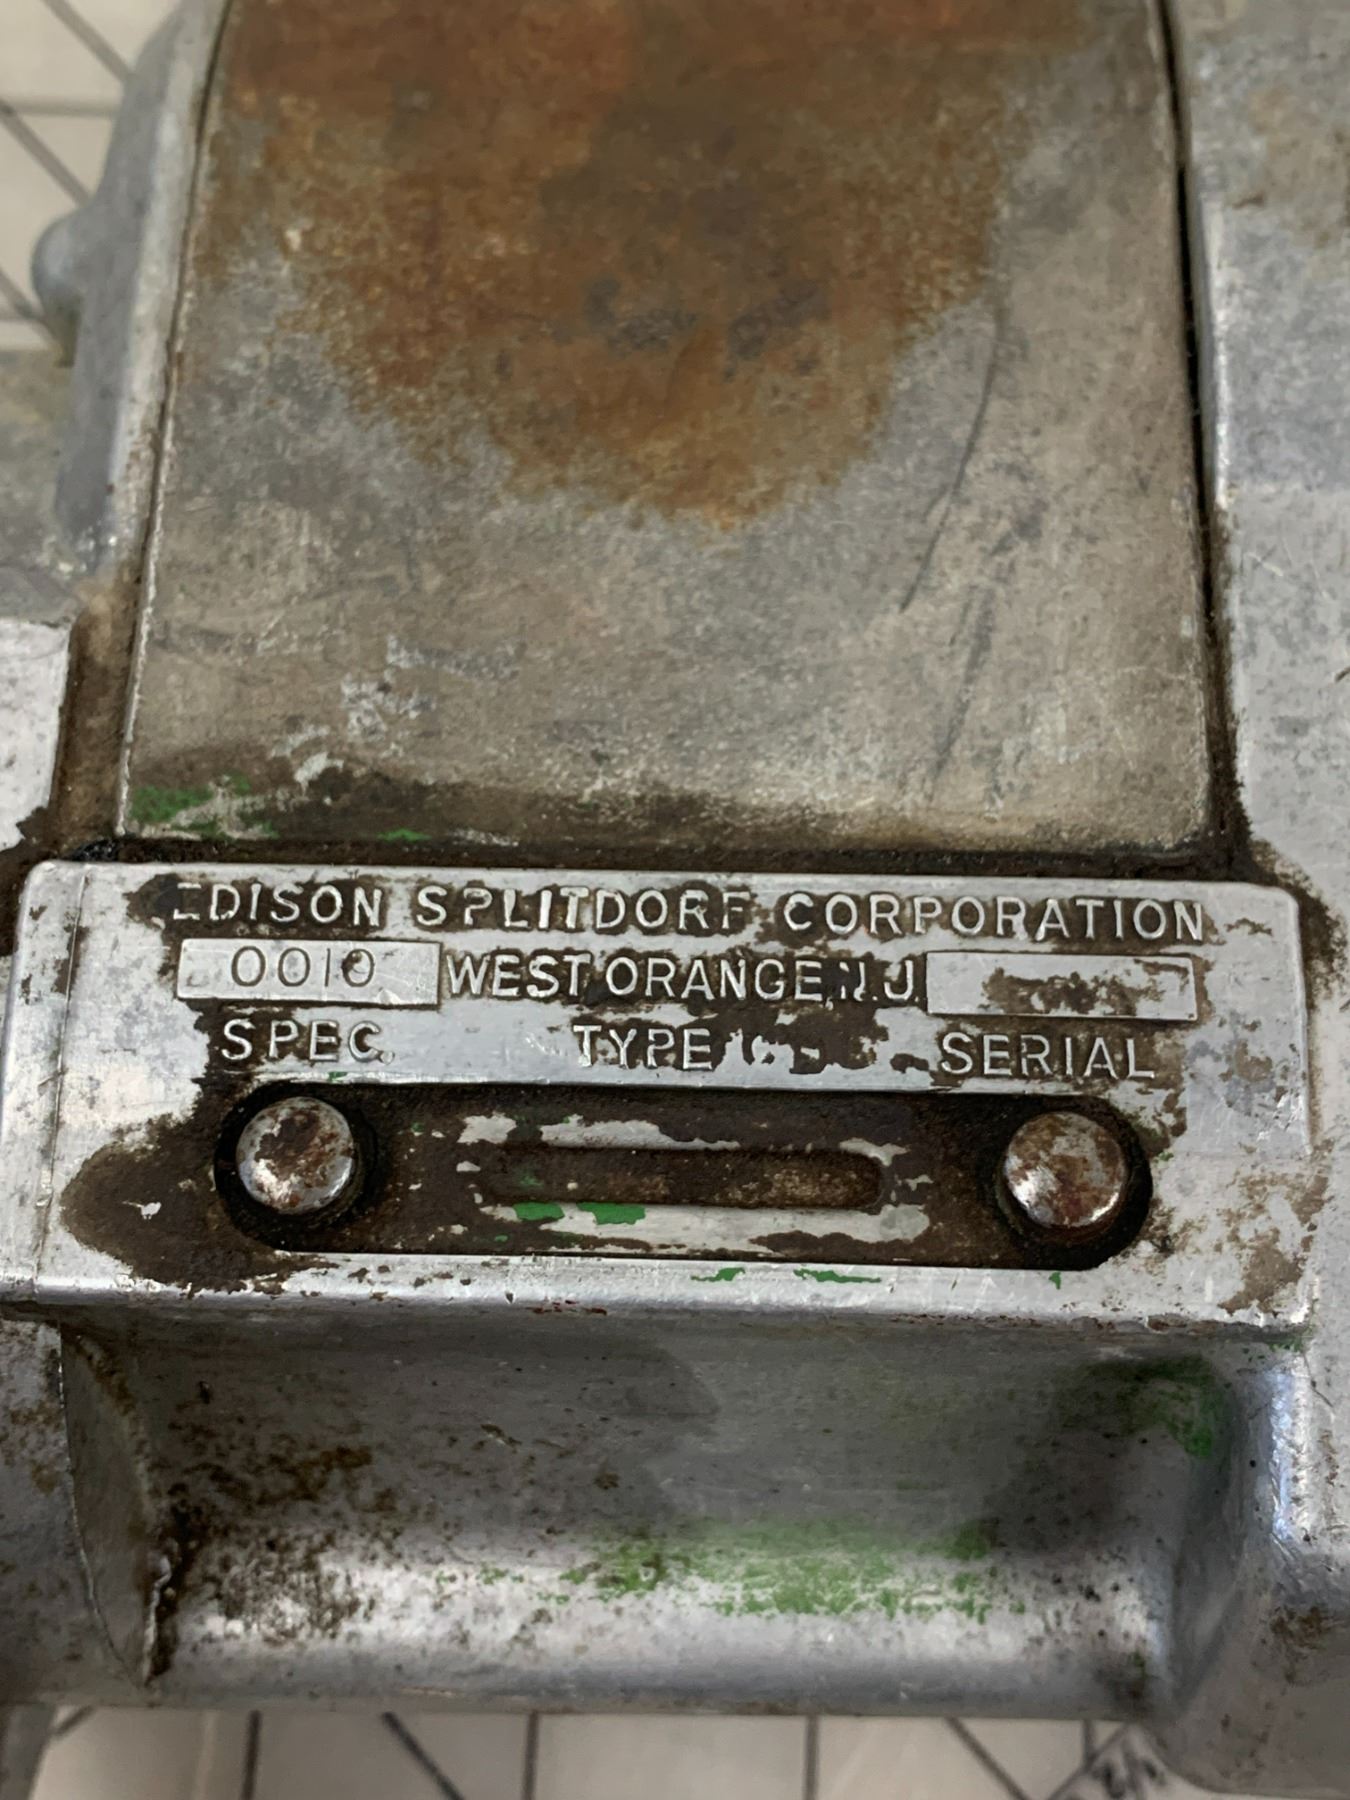 EDISON SPLITDORF CORPORATION
0010 WEST ORANGE, N.J.
SPEC. TYPE SERIAL